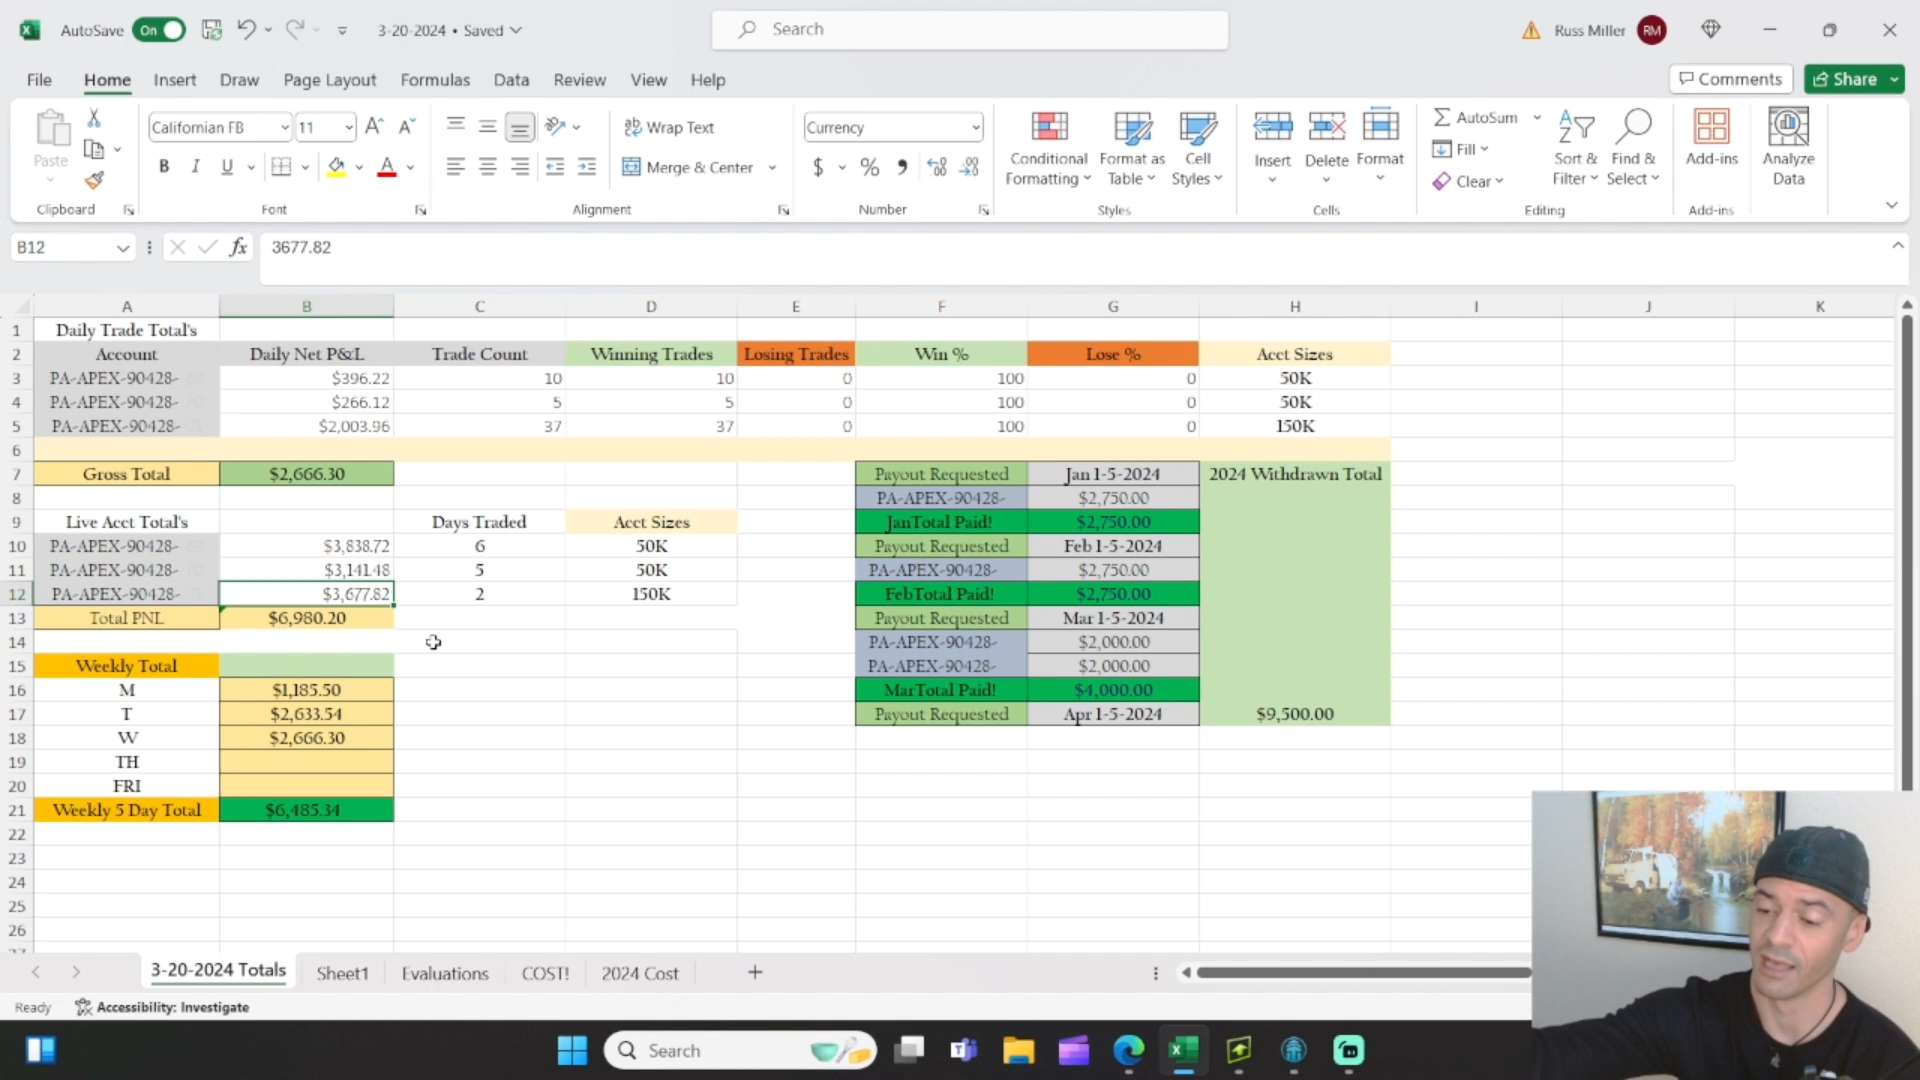 AutoSave On 3-20-2024 • Saved Search Russ Miller RM
File Home Insert Draw Page Layout Formulas Data Review View Help Comments Share
Paste Californian FB 11 Wrap Text Currency Conditional Formatting Format as Table Cell Styles Insert Delete Format AutoSum Sort & Filter Find & Select Add-ins Analyze Data
B I U Merge & Center $ % Fill
Clear
Clipboard Font Alignment Number Styles Cells Editing Add-ins
B12 fx 3677.82
A B C D E F G H I J K
1 Daily Trade Total's
2 Account Daily Net P&L Trade Count Winning Trades Losing Trades Win % Lose % Acct Sizes
3 PA-APEX-90428- $396.22 10 10 0 100 0 50K
4 PA-APEX-90428- $266.12 5 5 0 100 0 50K
5 PA-APEX-90428- $2,003.96 37 37 0 100 0 150K
6
7 Gross Total $2,666.30 Payout Requested Jan 1-5-2024 2024 Withdrawn Total
8 PA-APEX-90428- $2,750.00
9 Live Acct Total's Days Traded Acct Sizes JanTotal Paid! $2,750.00
10 PA-APEX-90428- $3,838.72 6 50K Payout Requested Feb 1-5-2024
11 PA-APEX-90428- $3,141.48 5 50K PA-APEX-90428- $2,750.00
12 PA-APEX-90428- $3,677.82 2 150K FebTotal Paid! $2,750.00
13 Total PNL $6,980.20 Payout Requested Mar 1-5-2024
14 PA-APEX-90428- $2,000.00
15 Weekly Total PA-APEX-90428- $2,000.00
16 M $1,185.50 MarTotal Paid! $4,000.00
17 T $2,633.54 Payout Requested Apr 1-5-2024 $9,500.00
18 W $2,666.30
19 TH
20 FRI
21 Weekly 5 Day Total $6,485.34
22
23
24
25
26
3-20-2024 Totals Sheet1 Evaluations COST! 2024 Cost
Ready Accessibility: Investigate
Search